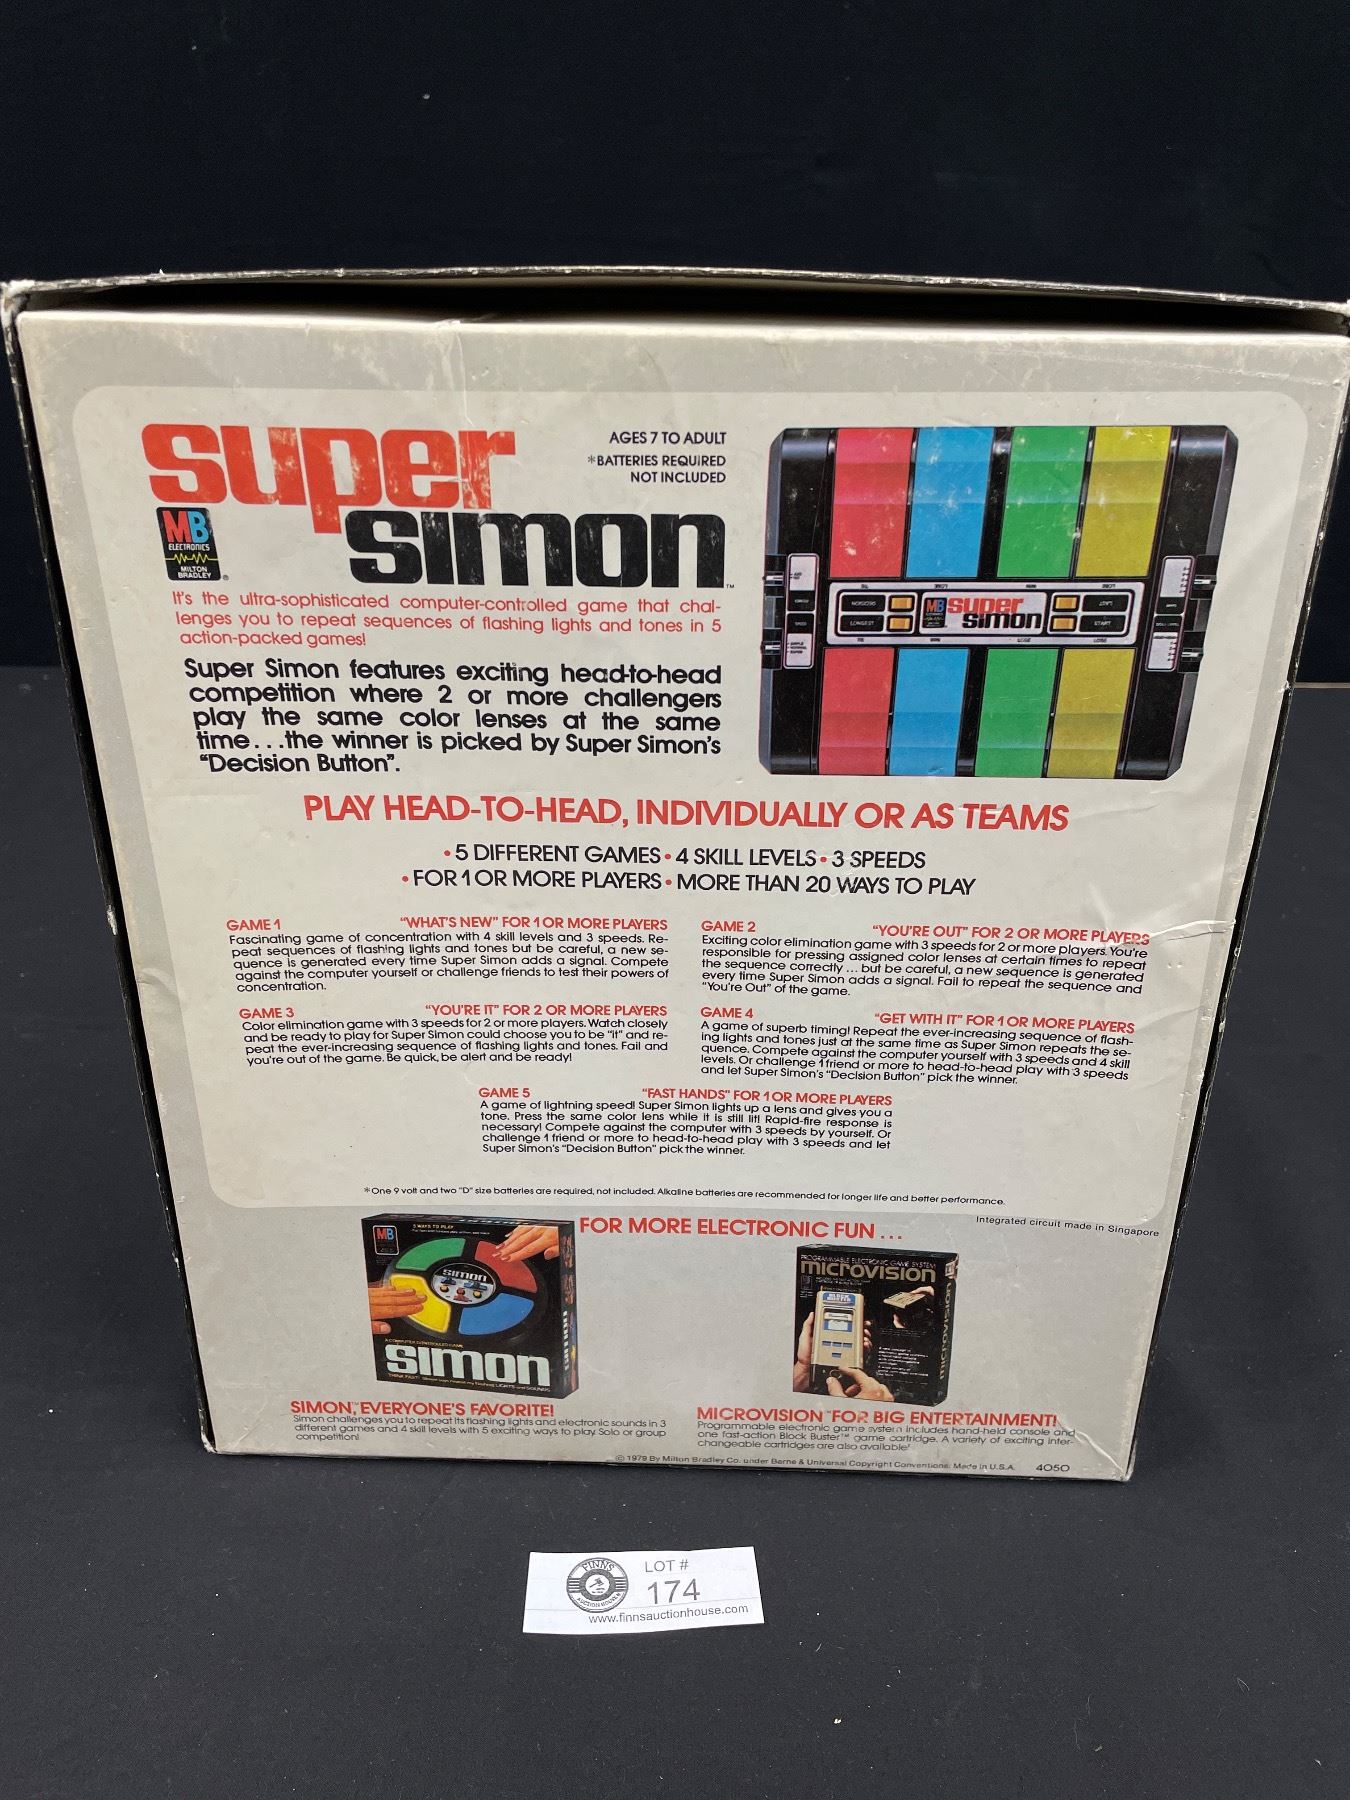 super
simon
™
AGES 7 TO ADULT
*BATTERIES REQUIRED
NOT INCLUDED
MB
ELECTRONICS
MILTON
BRADLEY
®
It's the ultra-sophisticated computer-controlled game that chal-
lenges you to repeat sequences of flashing lights and tones in 5
action-packed games!
Super Simon features exciting head-to-head
competition where 2 or more challengers
play the same color lenses at the same
time...the winner is picked by Super Simon's
"Decision Button".
LONGEST
MB
super
simon
LAST
START
WIN
LOSE
LOSE
PLAY HEAD-TO-HEAD, INDIVIDUALLY OR AS TEAMS
• 5 DIFFERENT GAMES • 4 SKILL LEVELS • 3 SPEEDS
• FOR 1 OR MORE PLAYERS • MORE THAN 20 WAYS TO PLAY
GAME 1 "WHAT'S NEW" FOR 1 OR MORE PLAYERS
Fascinating game of concentration with 4 skill levels and 3 speeds. Re-
peat sequences of flashing lights and tones but be careful, a new se-
quence is generated every time Super Simon adds a signal. Compete
against the computer yourself or challenge friends to test their powers of
concentration.
GAME 2 "YOU'RE OUT" FOR 2 OR MORE PLAYERS
Exciting color elimination game with 3 speeds for 2 or more players. You're
responsible for pressing assigned color lenses at certain times to repeat
the sequence correctly ... but be careful, a new sequence is generated
every time Super Simon adds a signal. Fail to repeat the sequence and
"You're Out" of the game.
GAME 3 "YOU'RE IT" FOR 2 OR MORE PLAYERS
Color elimination game with 3 speeds for 2 or more players. Watch closely
and be ready to play for Super Simon could choose you to be "it" and re-
peat the ever-increasing sequence of flashing lights and tones. Fail and
you're out of the game. Be quick, be alert and be ready!
GAME 4 "GET WITH IT" FOR 1 OR MORE PLAYERS
A game of superb timing! Repeat the ever-increasing sequence of flash-
ing lights and tones just at the same time as Super Simon repeats the se-
quence. Compete against the computer yourself with 3 speeds and 4 skill
levels. Or challenge 1 friend or more to head-to-head play with 3 speeds
and let Super Simon's "Decision Button" pick the winner.
GAME 5 "FAST HANDS" FOR 1 OR MORE PLAYERS
A game of lightning speed! Super Simon lights up a lens and gives you a
tone. Press the same color lens while it is still lit! Rapid-fire response is
necessary! Compete against the computer with 3 speeds by yourself. Or
challenge 1 friend or more to head-to-head play with 3 speeds and let
Super Simon's "Decision Button" pick the winner.
*One 9 volt and two "D" size batteries are required, not included. Alkaline batteries are recommended for longer life and better performance.
Integrated circuit made in Singapore
FOR MORE ELECTRONIC FUN ...
5 WAYS TO PLAY
MB
simon
A COMPUTER CONTROLLED GAME
simon
PROGRAMMABLE ELECTRONIC GAME SYSTEM
microvision
BLOCK BUSTER
microvision
SIMON,™ EVERYONE'S FAVORITE!
Simon challenges you to repeat its flashing lights and electronic sounds in 3
different games and 4 skill levels with 5 exciting ways to play. Solo or group
competition!
MICROVISION™ FOR BIG ENTERTAINMENT!
Programmable electronic game system includes hand-held console and
one fast-action Block Buster™ game cartridge. A variety of exciting inter-
changeable cartridges are also available!
© 1979 By Milton Bradley Co. under Berne & Universal Copyright Conventions. Made in U.S.A. 4050
FINNS
AUCTION HOUSE
LOT #
174
www.finnsauctionhouse.com